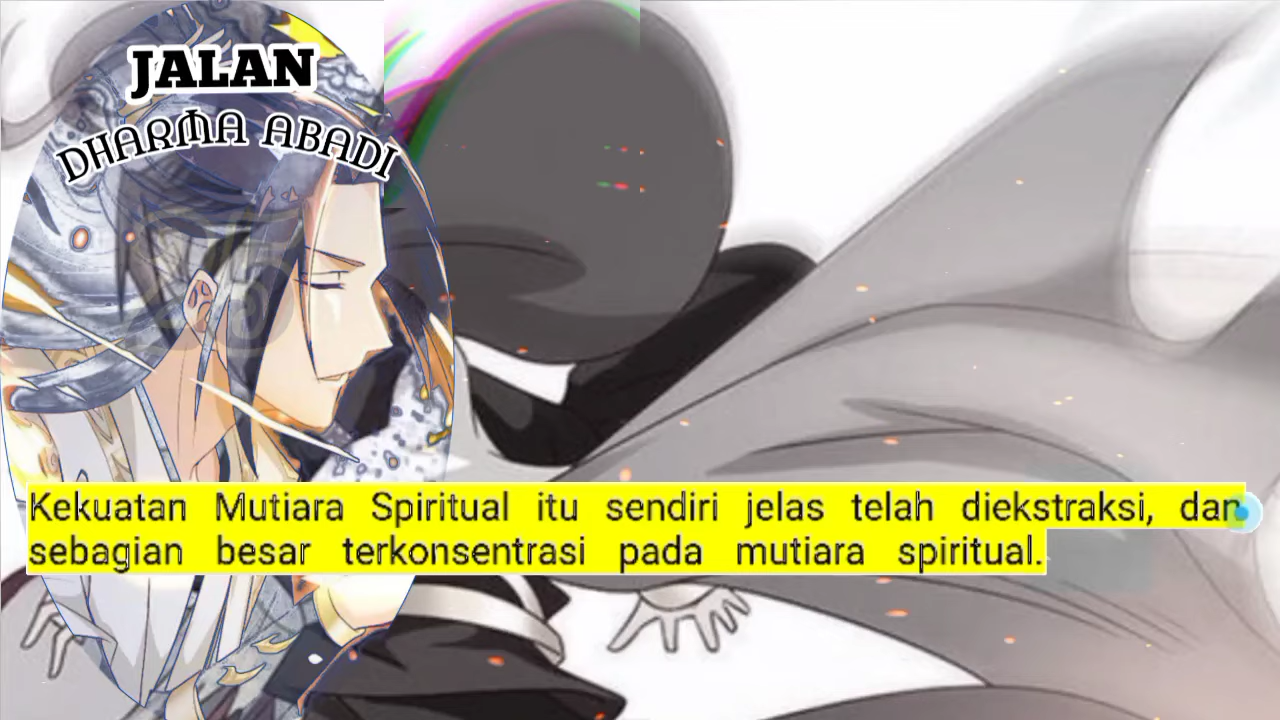 JALAN
DHARMA ABADI
Kekuatan Mutiara Spiritual itu sendiri jelas telah diekstraksi, dan
sebagian besar terkonsentrasi pada mutiara spiritual.